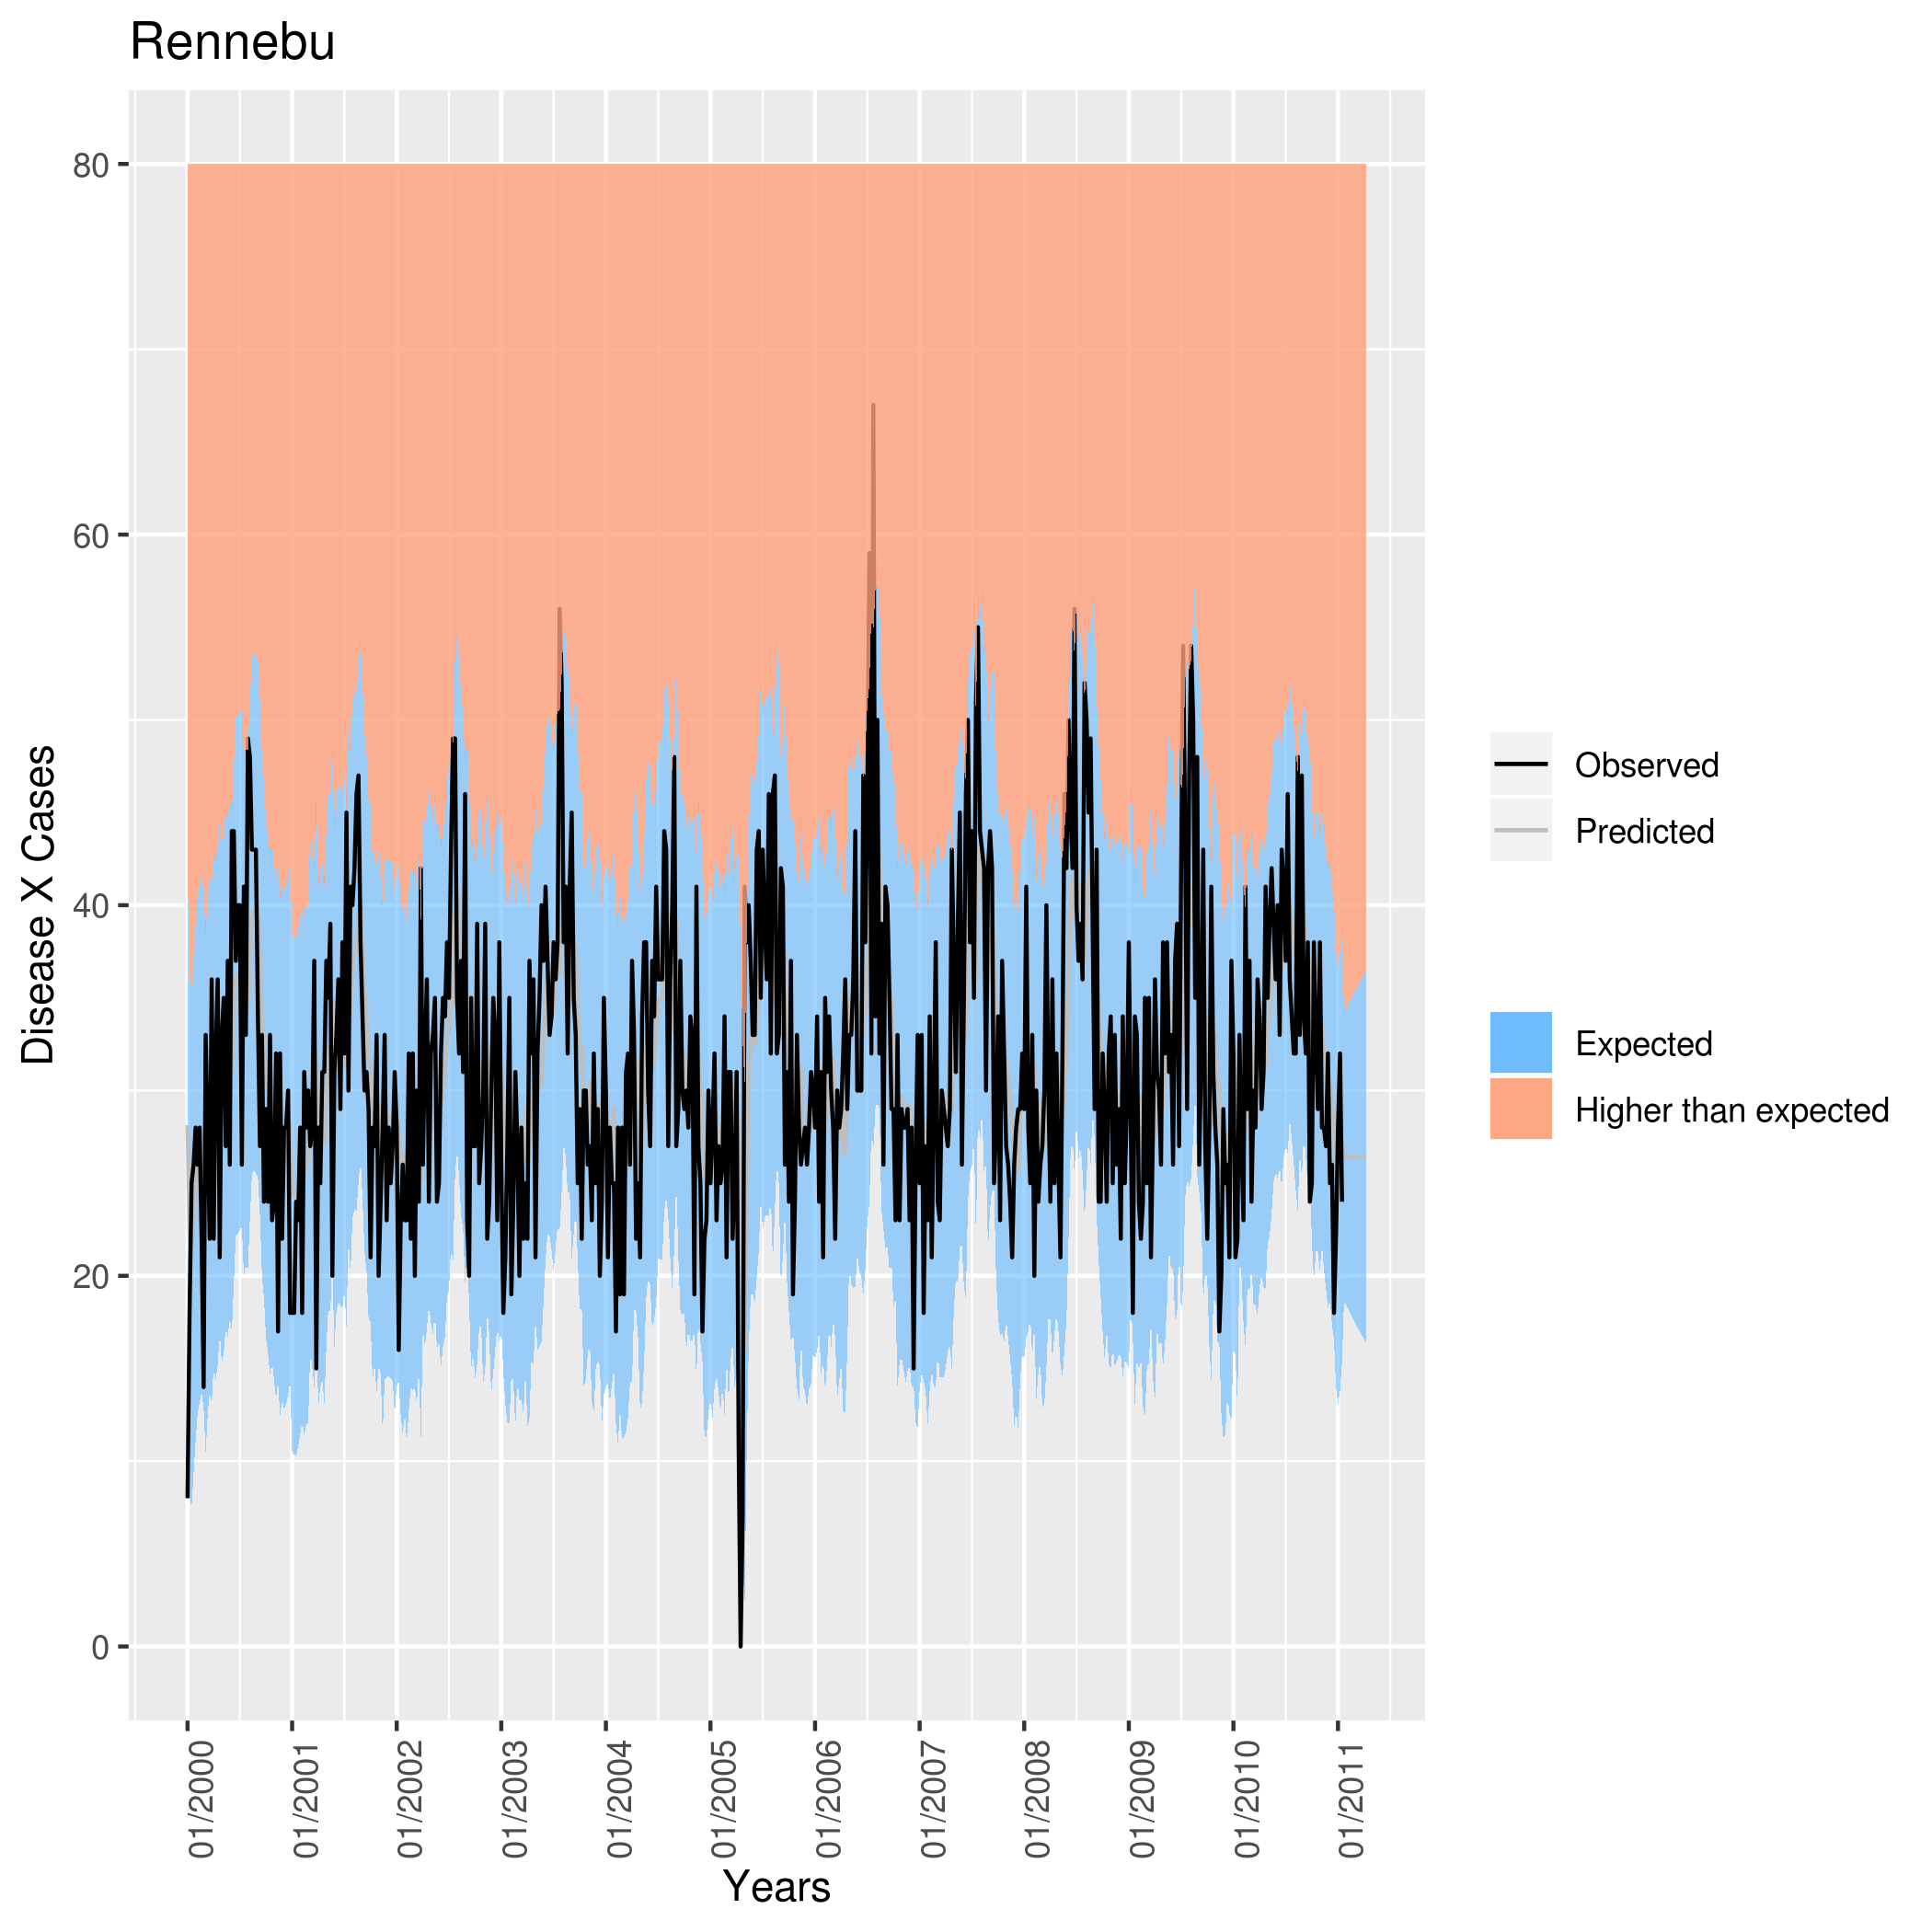 Rennebu
Disease X Cases
80
60
40
20
0
01/2000
01/2001
01/2002
01/2003
01/2004
01/2005
01/2006
01/2007
01/2008
01/2009
01/2010
01/2011
Years
Observed
Predicted
Expected
Higher than expected